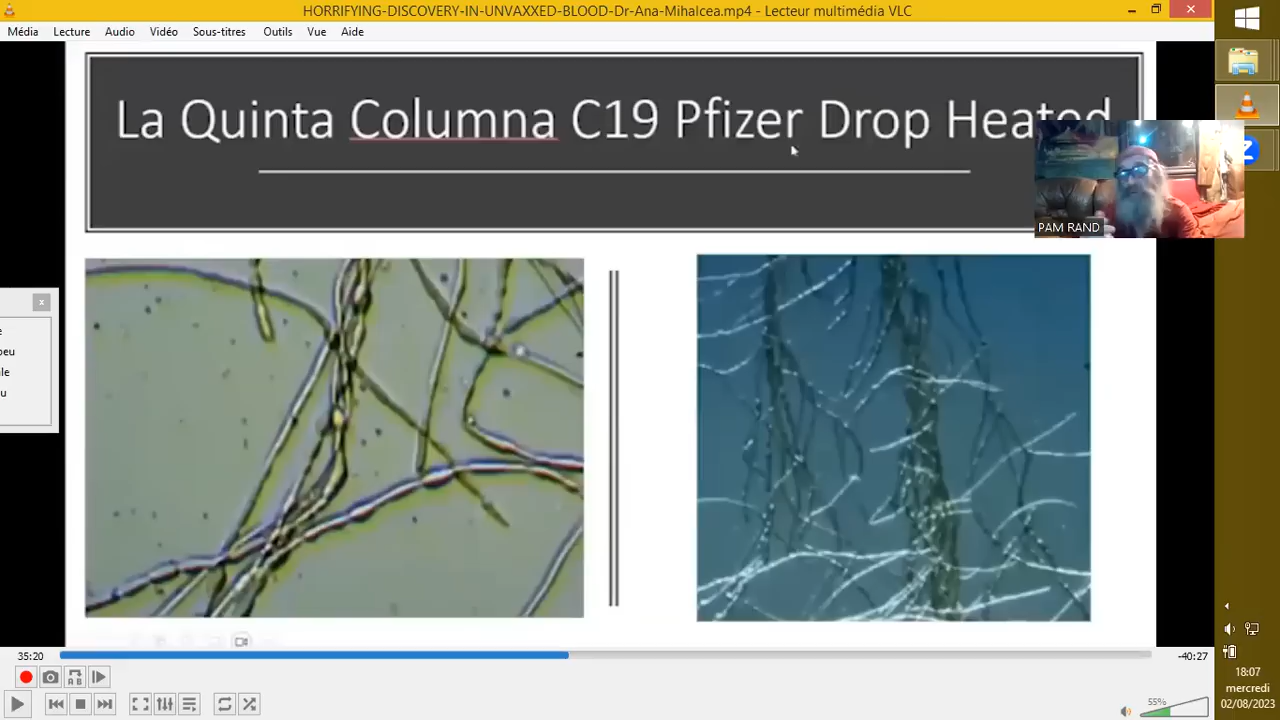 HORRIFYING-DISCOVERY-IN-UNVAXXED-BLOOD-Dr-Ana-Mihalcea.mp4 - Lecteur multimédia VLC
Média Lecture Audio Vidéo Sous-titres Outils Vue Aide
La Quinta Columna C19 Pfizer Drop Heated
PAM RAND
Z
x
e
peu
le
u
35:20
-40:27
55%
18:07
mercredi
02/08/2023